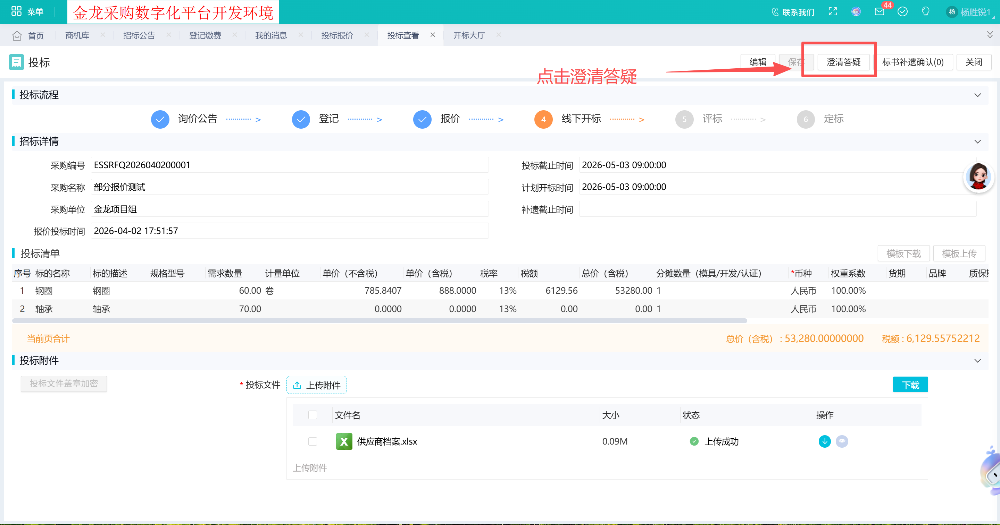 菜单
金龙采购数字化平台开发环境
联系我们
44
杨
杨胜锐1
首页
商机库
招标公告
登记缴费
我的消息
投标报价
投标查看
开标大厅
投标
编辑
保存
澄清答疑
标书补遗确认(0)
关闭
点击澄清答疑
投标流程
询价公告
登记
报价
4 线下开标
5 评标
6 定标
招标详情
采购编号 ESSRFQ2026040200001
投标截止时间 2026-05-03 09:00:00
采购名称 部分报价测试
计划开标时间 2026-05-03 09:00:00
采购单位 金龙项目组
补遗截止时间
报价投标时间 2026-04-02 17:51:57
投标清单
模板下载 模板上传
序号 标的名称 标的描述 规格型号 需求数量 计量单位 单价（不含税） 单价（含税） 税率 税额 总价（含税） 分摊数量（模具/开发/认证） *币种 权重系数 货期 品牌 质保
1 钢圈 钢圈 60.00 卷 785.8407 888.0000 13% 6129.56 53280.00 1 人民币 100.00%
2 轴承 轴承 70.00 0.0000 0.0000 13% 0.00 0.00 1 人民币 100.00%
当前页合计 总价（含税）：53,280.00000000 税额：6,129.55752212
投标附件
投标文件盖章加密
* 投标文件
上传附件
下载
文件名 大小 状态 操作
供应商档案.xlsx 0.09M 上传成功
上传附件